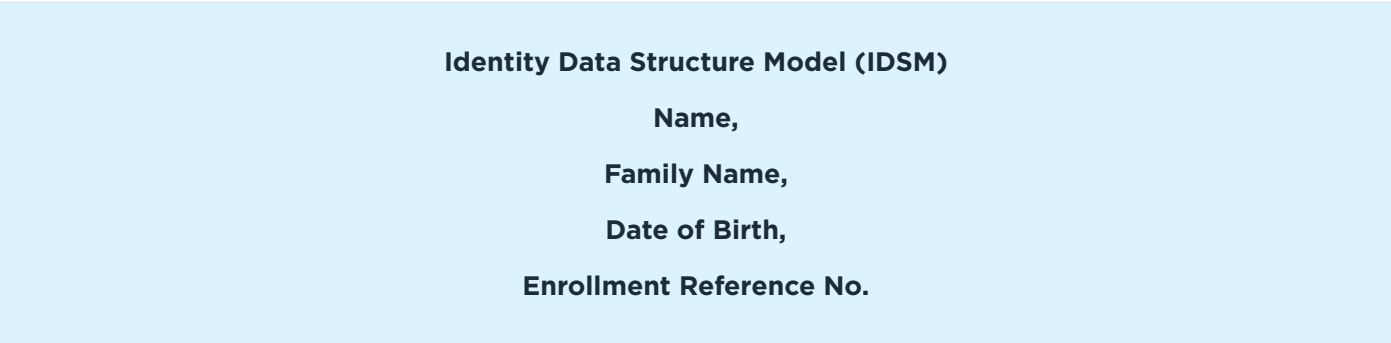 Identity Data Structure Model (IDSM)
Name,
Family Name,
Date of Birth,
Enrollment Reference No.